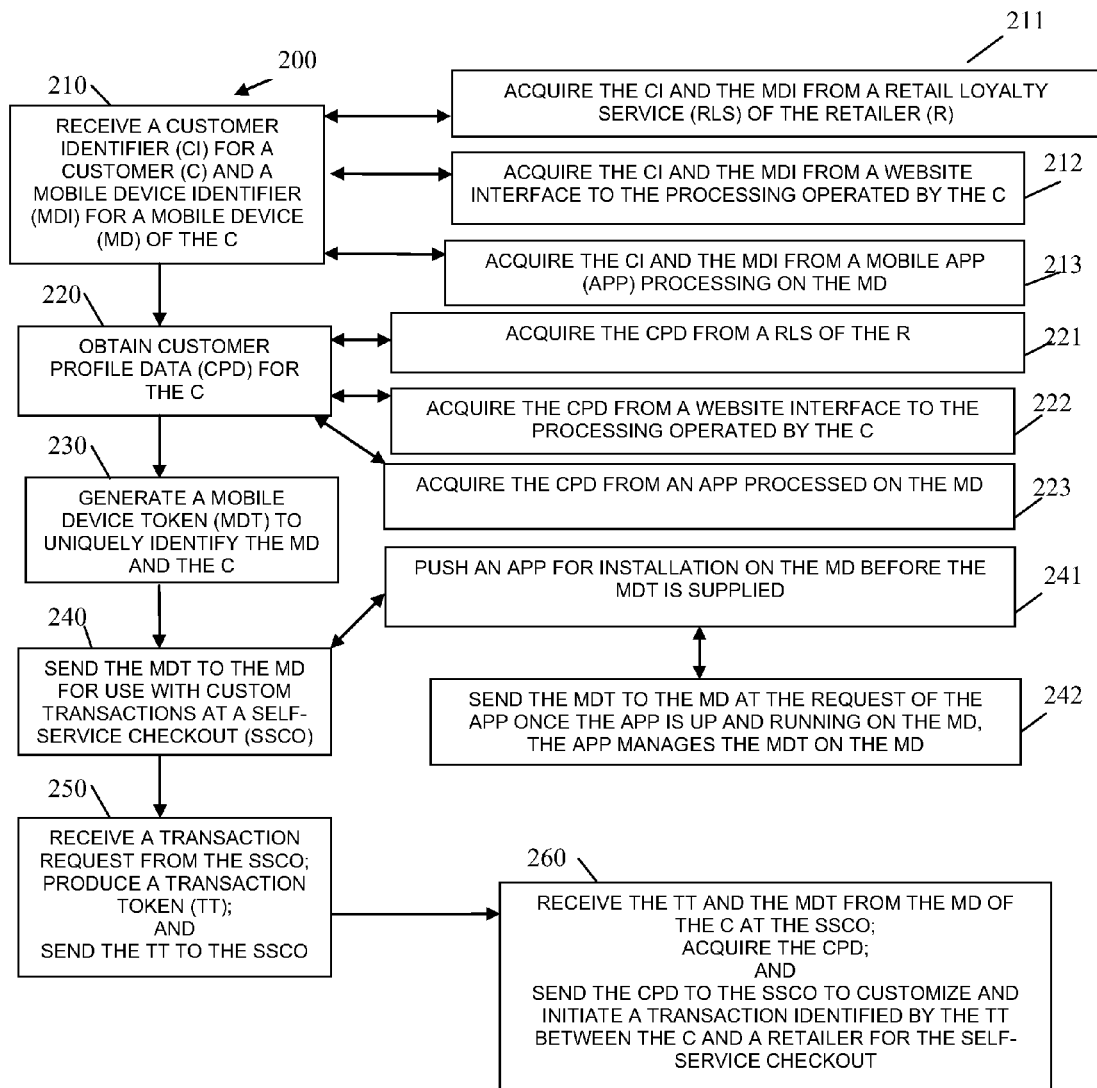 200
210
RECEIVE A CUSTOMER
IDENTIFIER (CI) FOR A
CUSTOMER (C) AND A
MOBILE DEVICE IDENTIFIER
(MDI) FOR A MOBILE DEVICE
(MD) OF THE C
211
ACQUIRE THE CI AND THE MDI FROM A RETAIL LOYALTY
SERVICE (RLS) OF THE RETAILER (R)
212
ACQUIRE THE CI AND THE MDI FROM A WEBSITE
INTERFACE TO THE PROCESSING OPERATED BY THE C
213
ACQUIRE THE CI AND THE MDI FROM A MOBILE APP
(APP) PROCESSING ON THE MD
220
OBTAIN CUSTOMER
PROFILE DATA (CPD) FOR
THE C
221
ACQUIRE THE CPD FROM A RLS OF THE R
222
ACQUIRE THE CPD FROM A WEBSITE INTERFACE TO THE
PROCESSING OPERATED BY THE C
223
ACQUIRE THE CPD FROM AN APP PROCESSED ON THE MD
230
GENERATE A MOBILE
DEVICE TOKEN (MDT) TO
UNIQUELY IDENTIFY THE MD
AND THE C
240
SEND THE MDT TO THE MD
FOR USE WITH CUSTOM
TRANSACTIONS AT A SELF-
SERVICE CHECKOUT (SSCO)
241
PUSH AN APP FOR INSTALLATION ON THE MD BEFORE THE
MDT IS SUPPLIED
242
SEND THE MDT TO THE MD AT THE REQUEST OF THE
APP ONCE THE APP IS UP AND RUNNING ON THE MD,
THE APP MANAGES THE MDT ON THE MD
250
RECEIVE A TRANSACTION
REQUEST FROM THE SSCO;
PRODUCE A TRANSACTION
TOKEN (TT);
AND
SEND THE TT TO THE SSCO
260
RECEIVE THE TT AND THE MDT FROM THE MD OF
THE C AT THE SSCO;
ACQUIRE THE CPD;
AND
SEND THE CPD TO THE SSCO TO CUSTOMIZE AND
INITIATE A TRANSACTION IDENTIFIED BY THE TT
BETWEEN THE C AND A RETAILER FOR THE SELF-
SERVICE CHECKOUT